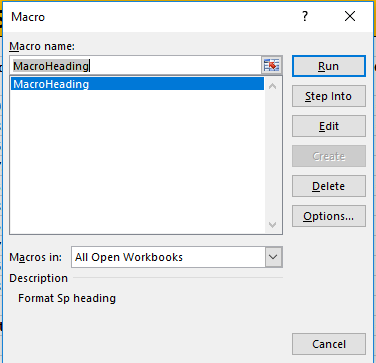 Macro
Macro name:
MacroHeading
MacroHeading
Run
Step Into
Edit
Create
Delete
Options...
Macros in: All Open Workbooks
Description
Format Sp heading
Cancel